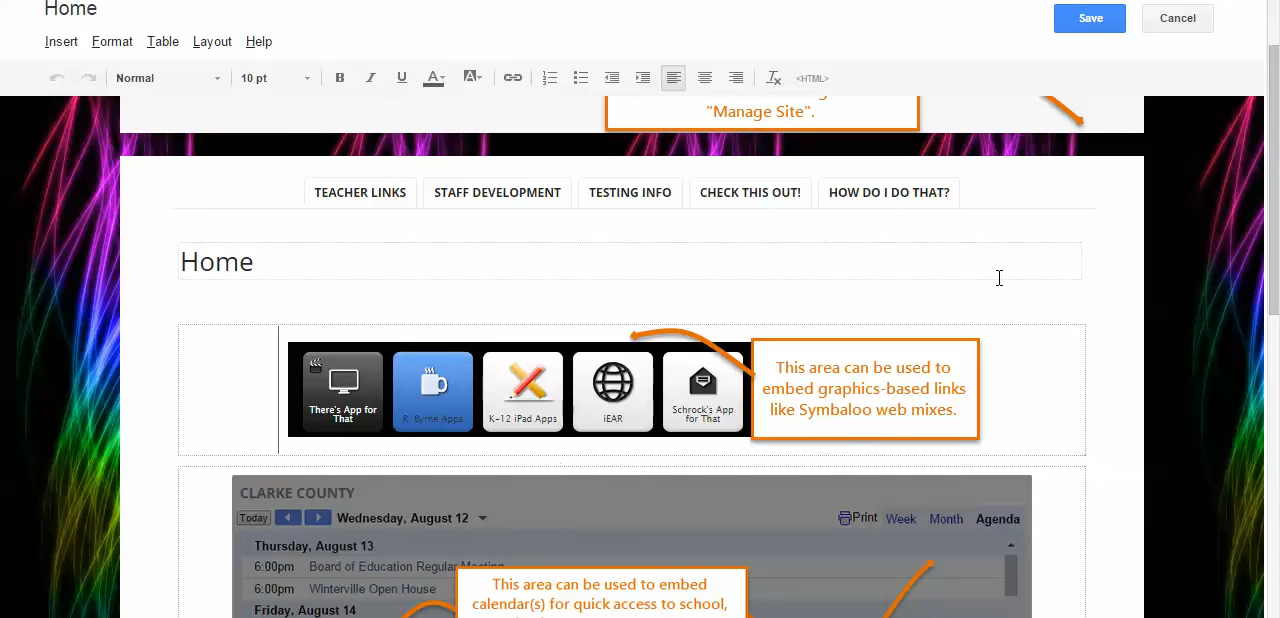 Home
Save
Cancel
Insert Format Table Layout Help
Normal 10 pt B I U A A <HTML>
"Manage Site".
TEACHER LINKS STAFF DEVELOPMENT TESTING INFO CHECK THIS OUT! HOW DO I DO THAT?
Home
There's App for
That
R. Byrne Apps
K-12 iPad Apps
iEAR
Schrock's App
for That
This area can be used to
embed graphics-based links
like Symbaloo web mixes.
CLARKE COUNTY
Today Wednesday, August 12 Print Week Month Agenda
Thursday, August 13
6:00pm Board of Education Regular Meeting
6:00pm Winterville Open House
Friday, August 14
This area can be used to embed
calendar(s) for quick access to school,